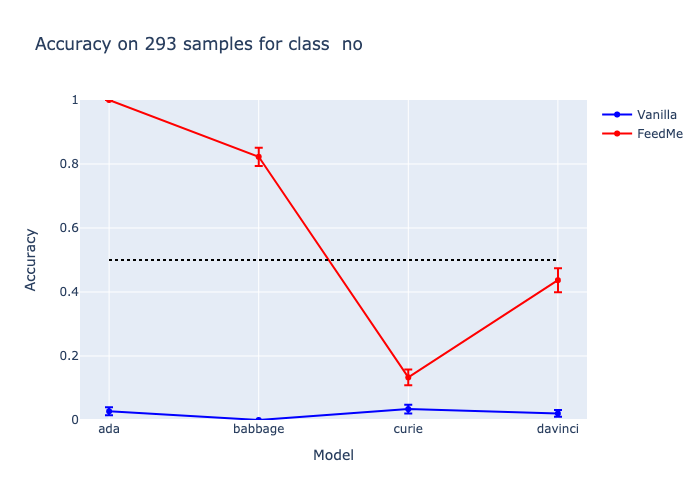 Accuracy on 293 samples for class  no
Vanilla
FeedMe
Accuracy
1
0.8
0.6
0.4
0.2
0
ada
babbage
curie
davinci
Model